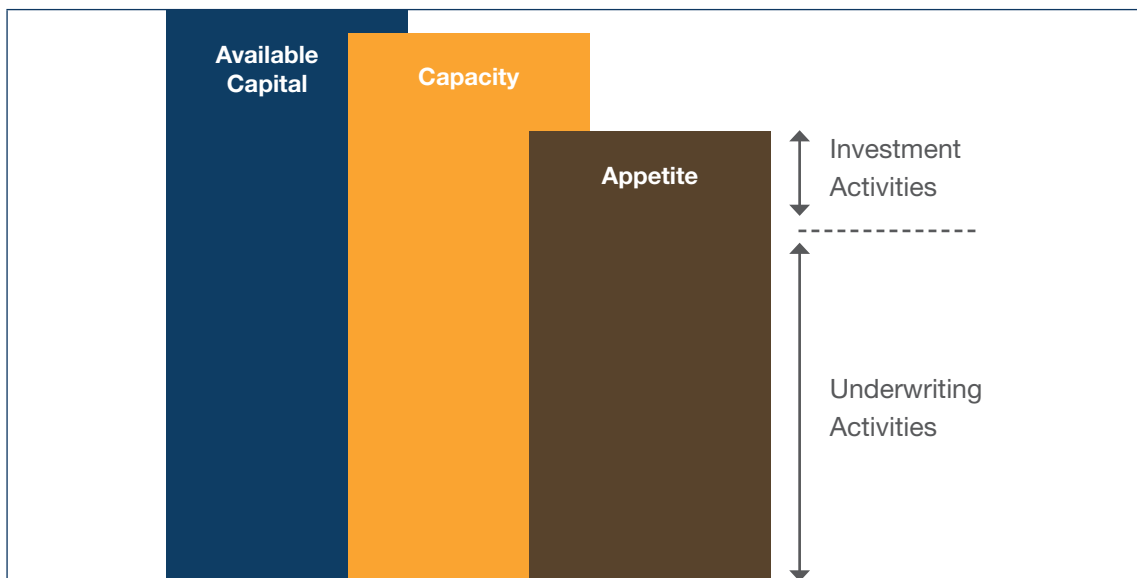 Available
Capital
Capacity
Appetite
Investment
Activities
Underwriting
Activities